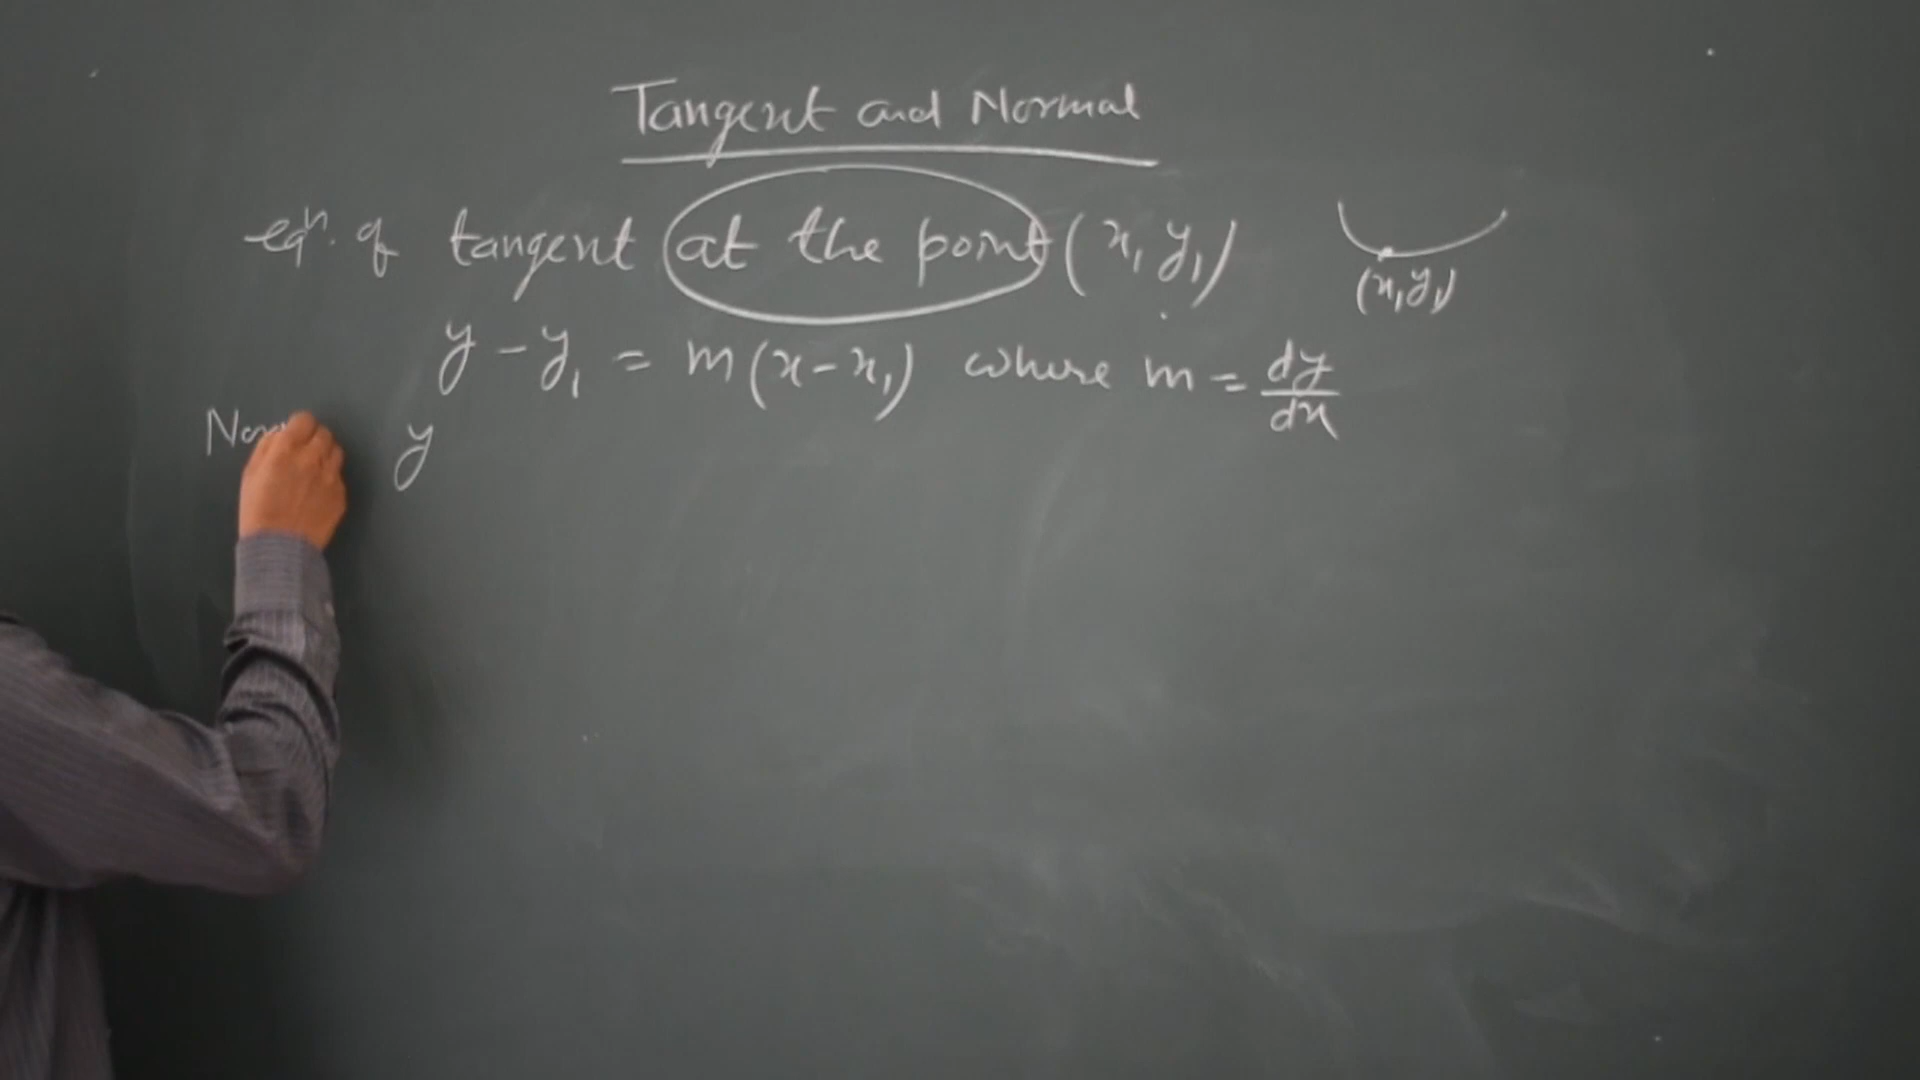 Tangent and Normal
eqn. of tangent at the point (x₁ y₁)
(x₁ y₁)
y - y₁ = m(x - x₁) where m = dy/dx
y